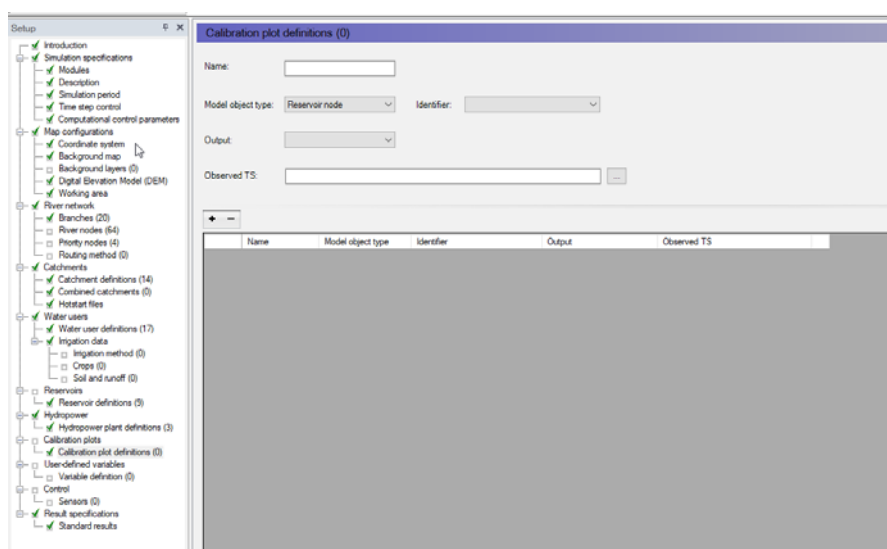 Setup
Introduction
Simulation specifications
Modules
Description
Simulation period
Time step control
Computational control parameters
Map configurations
Coordinate system
Background map
Background layers (0)
Digital Elevation Model (DEM)
Working area
River network
Branches (20)
River nodes (64)
Priority nodes (4)
Routing method (0)
Catchments
Catchment definitions (14)
Combined catchments (0)
Hotstart files
Water users
Water user definitions (17)
Irrigation data
Irrigation method (0)
Crops (0)
Soil and runoff (0)
Reservoirs
Reservoir definitions (9)
Hydropower
Hydropower plant definitions (3)
Calibration plots
Calibration plot definitions (0)
User-defined variables
Variable definition (0)
Control
Sensors (0)
Result specifications
Standard results
Calibration plot definitions (0)
Name:
Model object type: Reservoir node Identifier:
Output:
Observed TS: ...
+ −
Name Model object type Identifier Output Observed TS